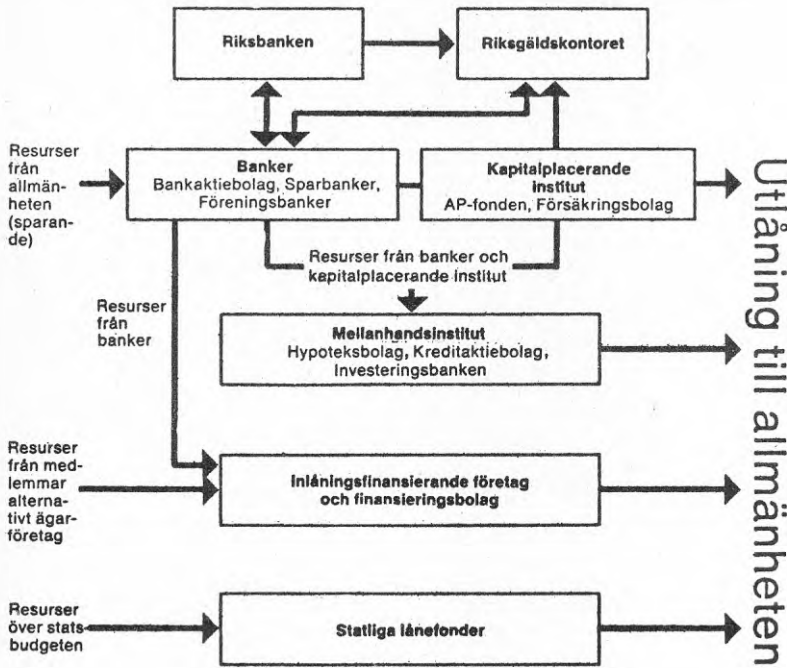 Riksbanken
Riksgäldskontoret
Resurser
från
allmän-
heten
(sparan-
de)
Banker
Bankaktiebolag, Sparbanker,
Föreningsbanker
Kapitalplacerande
institut
AP-fonden, Försäkringsbolag
Resurser från banker och
kapitalplacerande institut
Resurser
från
banker
Mellanhandsinstitut
Hypoteksbolag, Kreditaktiebolag,
Investeringsbanken
Resurser
från med-
lemmar
alterna-
tivt ägar-
företag
Inlåningsfinansierande företag
och finansieringsbolag
Resurser
över stats-
budgeten
Statliga lånefonder
Utlåning till allmänheten